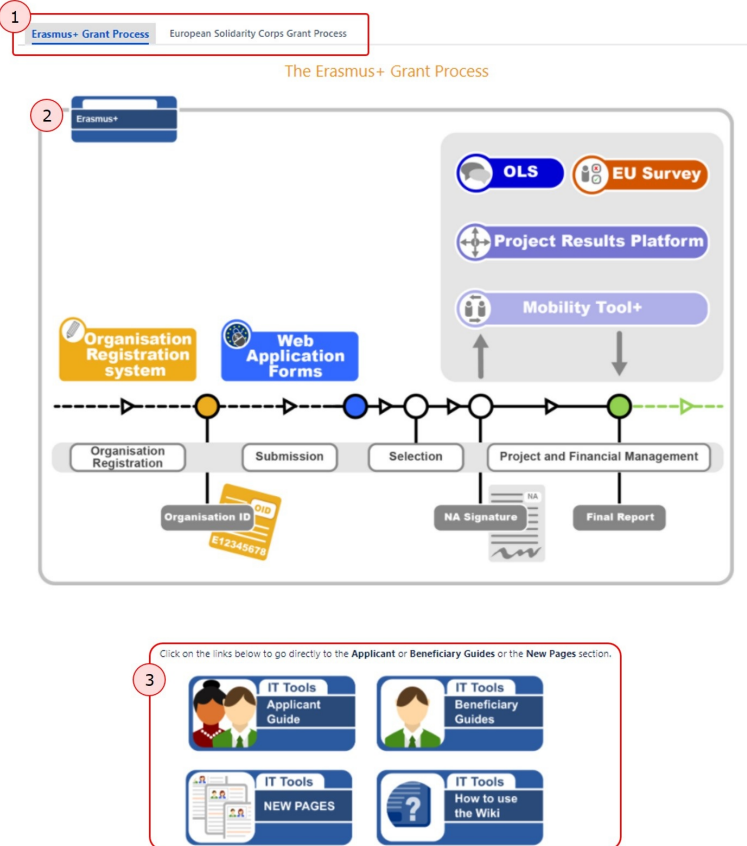 1
Erasmus+ Grant Process
European Solidarity Corps Grant Process
The Erasmus+ Grant Process
2
Erasmus+
OLS
EU Survey
Project Results Platform
Mobility Tool+
Organisation
Registration
system
Web
Application
Forms
Organisation
Registration
Submission
Selection
Project and Financial Management
Organisation ID
OID
E12345678
NA Signature
NA
Final Report
Click on the links below to go directly to the Applicant or Beneficiary Guides or the New Pages section.
3
IT Tools
Applicant
Guide
IT Tools
Beneficiary
Guides
IT Tools
NEW PAGES
IT Tools
How to use
the Wiki
?